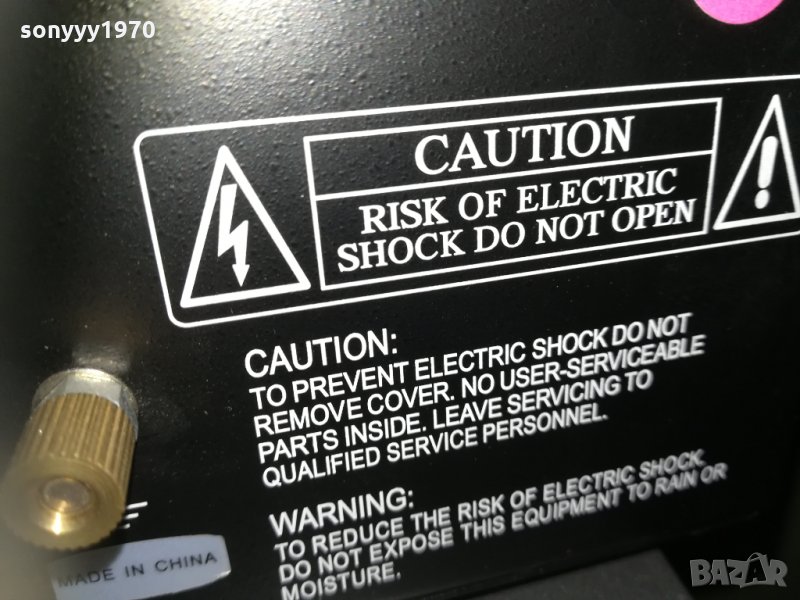 sonyyy1970
CAUTION
RISK OF ELECTRIC
SHOCK DO NOT OPEN
CAUTION:
TO PREVENT ELECTRIC SHOCK DO NOT
REMOVE COVER. NO USER-SERVICEABLE
PARTS INSIDE. LEAVE SERVICING TO
QUALIFIED SERVICE PERSONNEL.
WARNING:
TO REDUCE THE RISK OF ELECTRIC SHOCK
DO NOT EXPOSE THIS EQUIPMENT TO RAIN OR
MOISTURE.
MADE IN CHINA
BAZAR